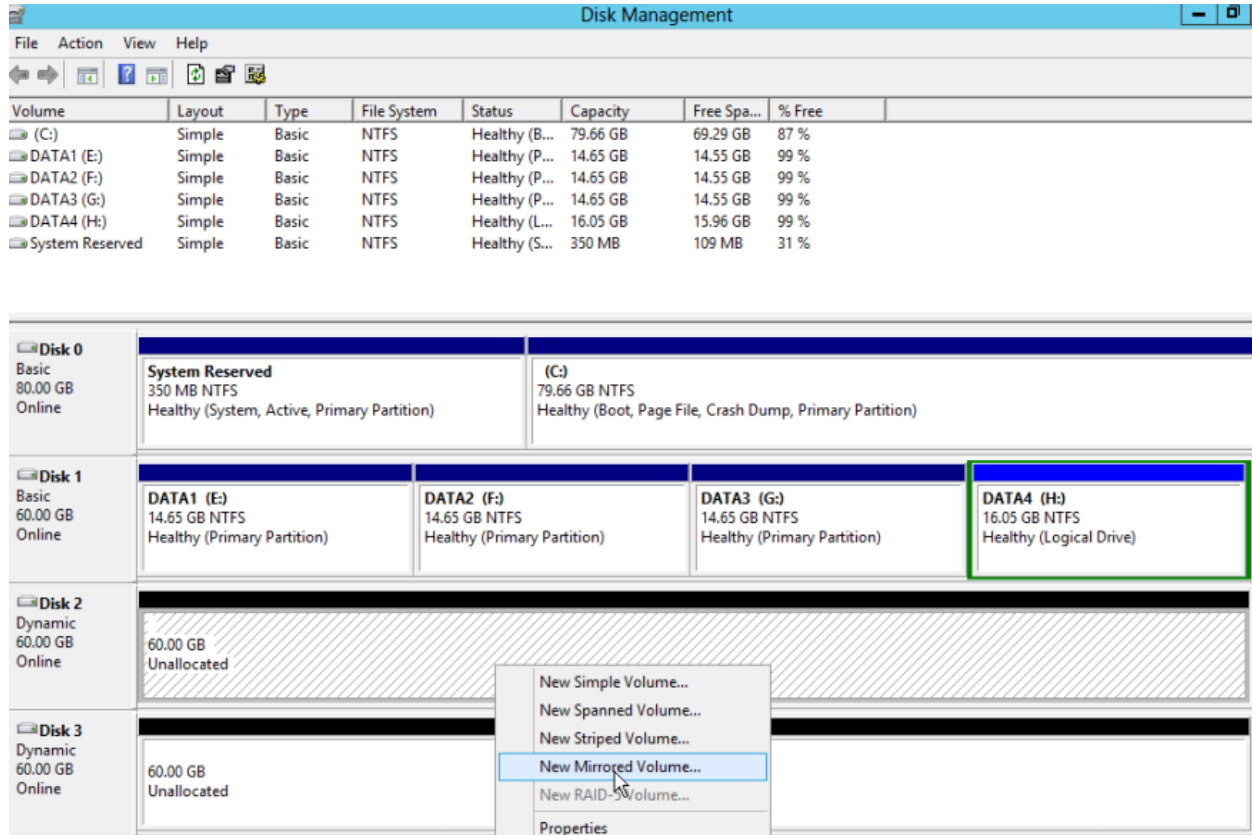 Disk Management
File Action View Help
Volume Layout Type File System Status Capacity Free Spa... % Free
(C:) Simple Basic NTFS Healthy (B... 79.66 GB 69.29 GB 87 %
DATA1 (E:) Simple Basic NTFS Healthy (P... 14.65 GB 14.55 GB 99 %
DATA2 (F:) Simple Basic NTFS Healthy (P... 14.65 GB 14.55 GB 99 %
DATA3 (G:) Simple Basic NTFS Healthy (P... 14.65 GB 14.55 GB 99 %
DATA4 (H:) Simple Basic NTFS Healthy (L... 16.05 GB 15.96 GB 99 %
System Reserved Simple Basic NTFS Healthy (S... 350 MB 109 MB 31 %
Disk 0
Basic
80.00 GB
Online
System Reserved
350 MB NTFS
Healthy (System, Active, Primary Partition)
(C:)
79.66 GB NTFS
Healthy (Boot, Page File, Crash Dump, Primary Partition)
Disk 1
Basic
60.00 GB
Online
DATA1 (E:)
14.65 GB NTFS
Healthy (Primary Partition)
DATA2 (F:)
14.65 GB NTFS
Healthy (Primary Partition)
DATA3 (G:)
14.65 GB NTFS
Healthy (Primary Partition)
DATA4 (H:)
16.05 GB NTFS
Healthy (Logical Drive)
Disk 2
Dynamic
60.00 GB
Online
60.00 GB
Unallocated
New Simple Volume...
New Spanned Volume...
New Striped Volume...
New Mirrored Volume...
New RAID-5 Volume...
Properties
Disk 3
Dynamic
60.00 GB
Online
60.00 GB
Unallocated